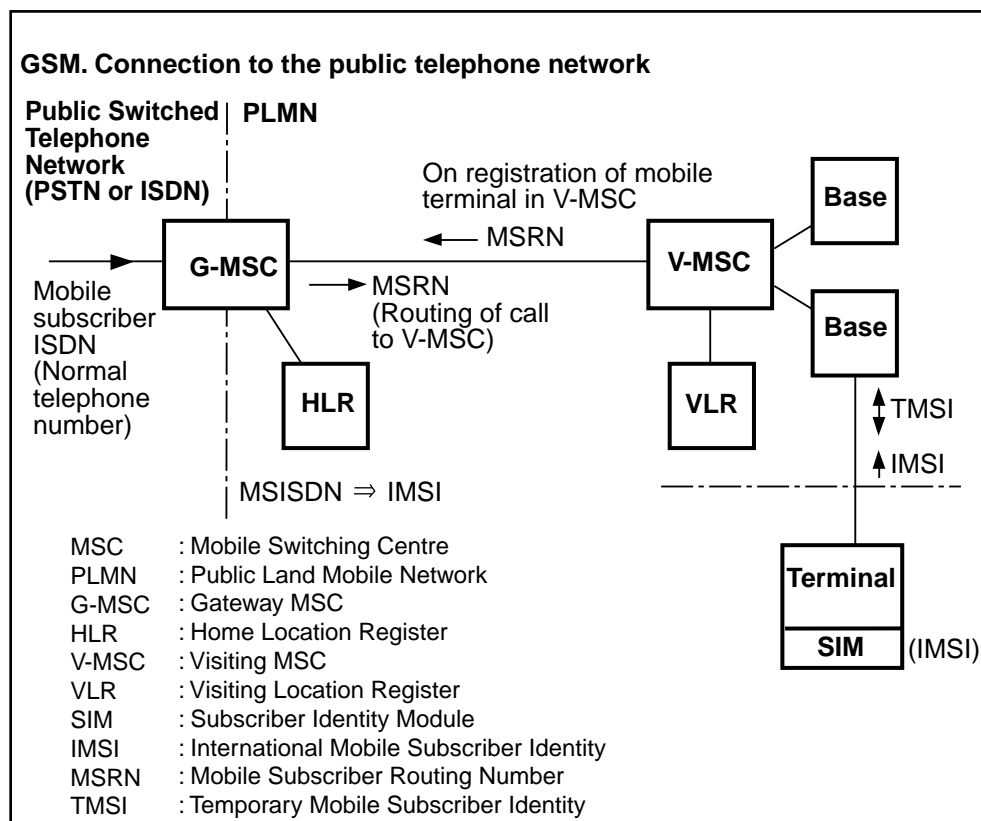 GSM. Connection to the public telephone network
Public Switched
Telephone
Network
(PSTN or ISDN)
PLMN
On registration of mobile
terminal in V-MSC
MSRN
Base
G-MSC
V-MSC
Mobile
subscriber
ISDN
(Normal
telephone
number)
MSRN
(Routing of call
to V-MSC)
Base
HLR
VLR
TMSI
IMSI
MSISDN ⇒ IMSI
Terminal
SIM
(IMSI)
MSC : Mobile Switching Centre
PLMN : Public Land Mobile Network
G-MSC : Gateway MSC
HLR : Home Location Register
V-MSC : Visiting MSC
VLR : Visiting Location Register
SIM : Subscriber Identity Module
IMSI : International Mobile Subscriber Identity
MSRN : Mobile Subscriber Routing Number
TMSI : Temporary Mobile Subscriber Identity